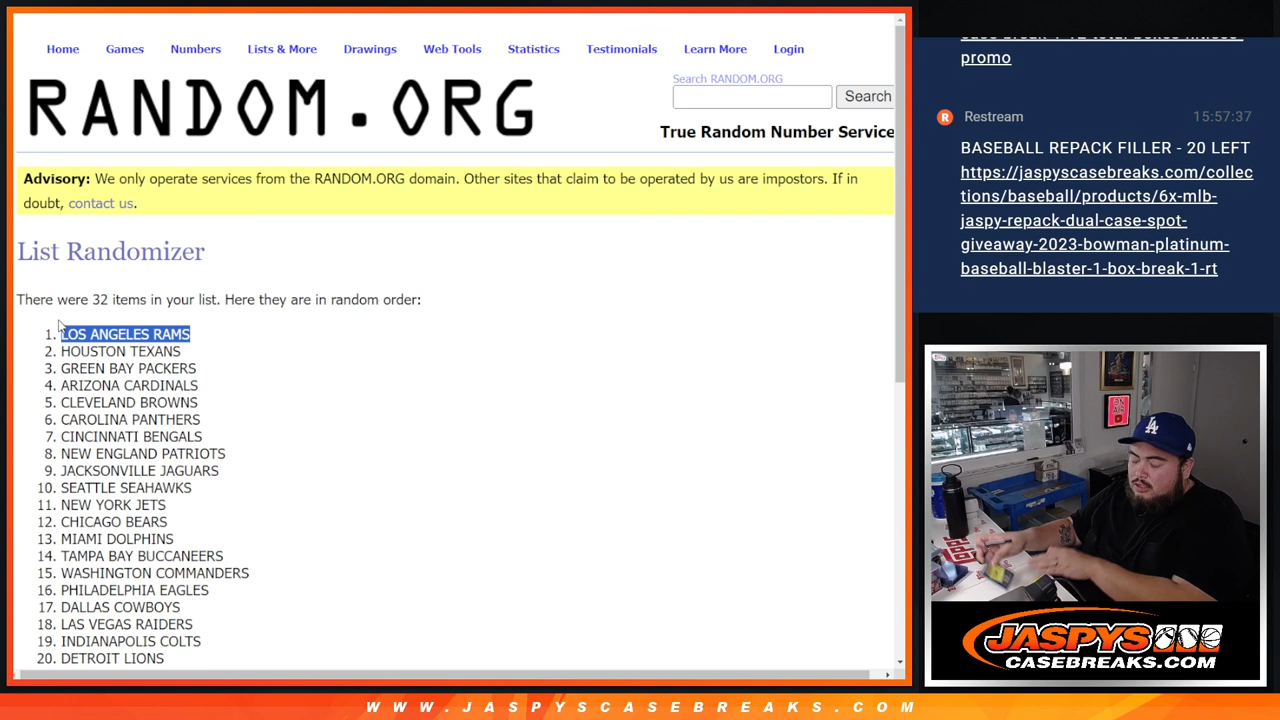 Home Games Numbers Lists & More Drawings Web Tools Statistics Testimonials Learn More Login
RANDOM.ORG
Search RANDOM.ORG
Search
True Random Number Service
Advisory: We only operate services from the RANDOM.ORG domain. Other sites that claim to be operated by us are impostors. If in
doubt, contact us.
List Randomizer
There were 32 items in your list. Here they are in random order:
1. LOS ANGELES RAMS
2. HOUSTON TEXANS
3. GREEN BAY PACKERS
4. ARIZONA CARDINALS
5. CLEVELAND BROWNS
6. CAROLINA PANTHERS
7. CINCINNATI BENGALS
8. NEW ENGLAND PATRIOTS
9. JACKSONVILLE JAGUARS
10. SEATTLE SEAHAWKS
11. NEW YORK JETS
12. CHICAGO BEARS
13. MIAMI DOLPHINS
14. TAMPA BAY BUCCANEERS
15. WASHINGTON COMMANDERS
16. PHILADELPHIA EAGLES
17. DALLAS COWBOYS
18. LAS VEGAS RAIDERS
19. INDIANAPOLIS COLTS
20. DETROIT LIONS
promo
R Restream 15:57:37
BASEBALL REPACK FILLER - 20 LEFT
https://jaspyscasebreaks.com/collec
tions/baseball/products/6x-mlb-
jaspy-repack-dual-case-spot-
giveaway-2023-bowman-platinum-
baseball-blaster-1-box-break-1-rt
ON
AIR
LA
TOPPS
JASPYS
CASEBREAKS.COM
WWW.JASPYSCASEBREAKS.COM